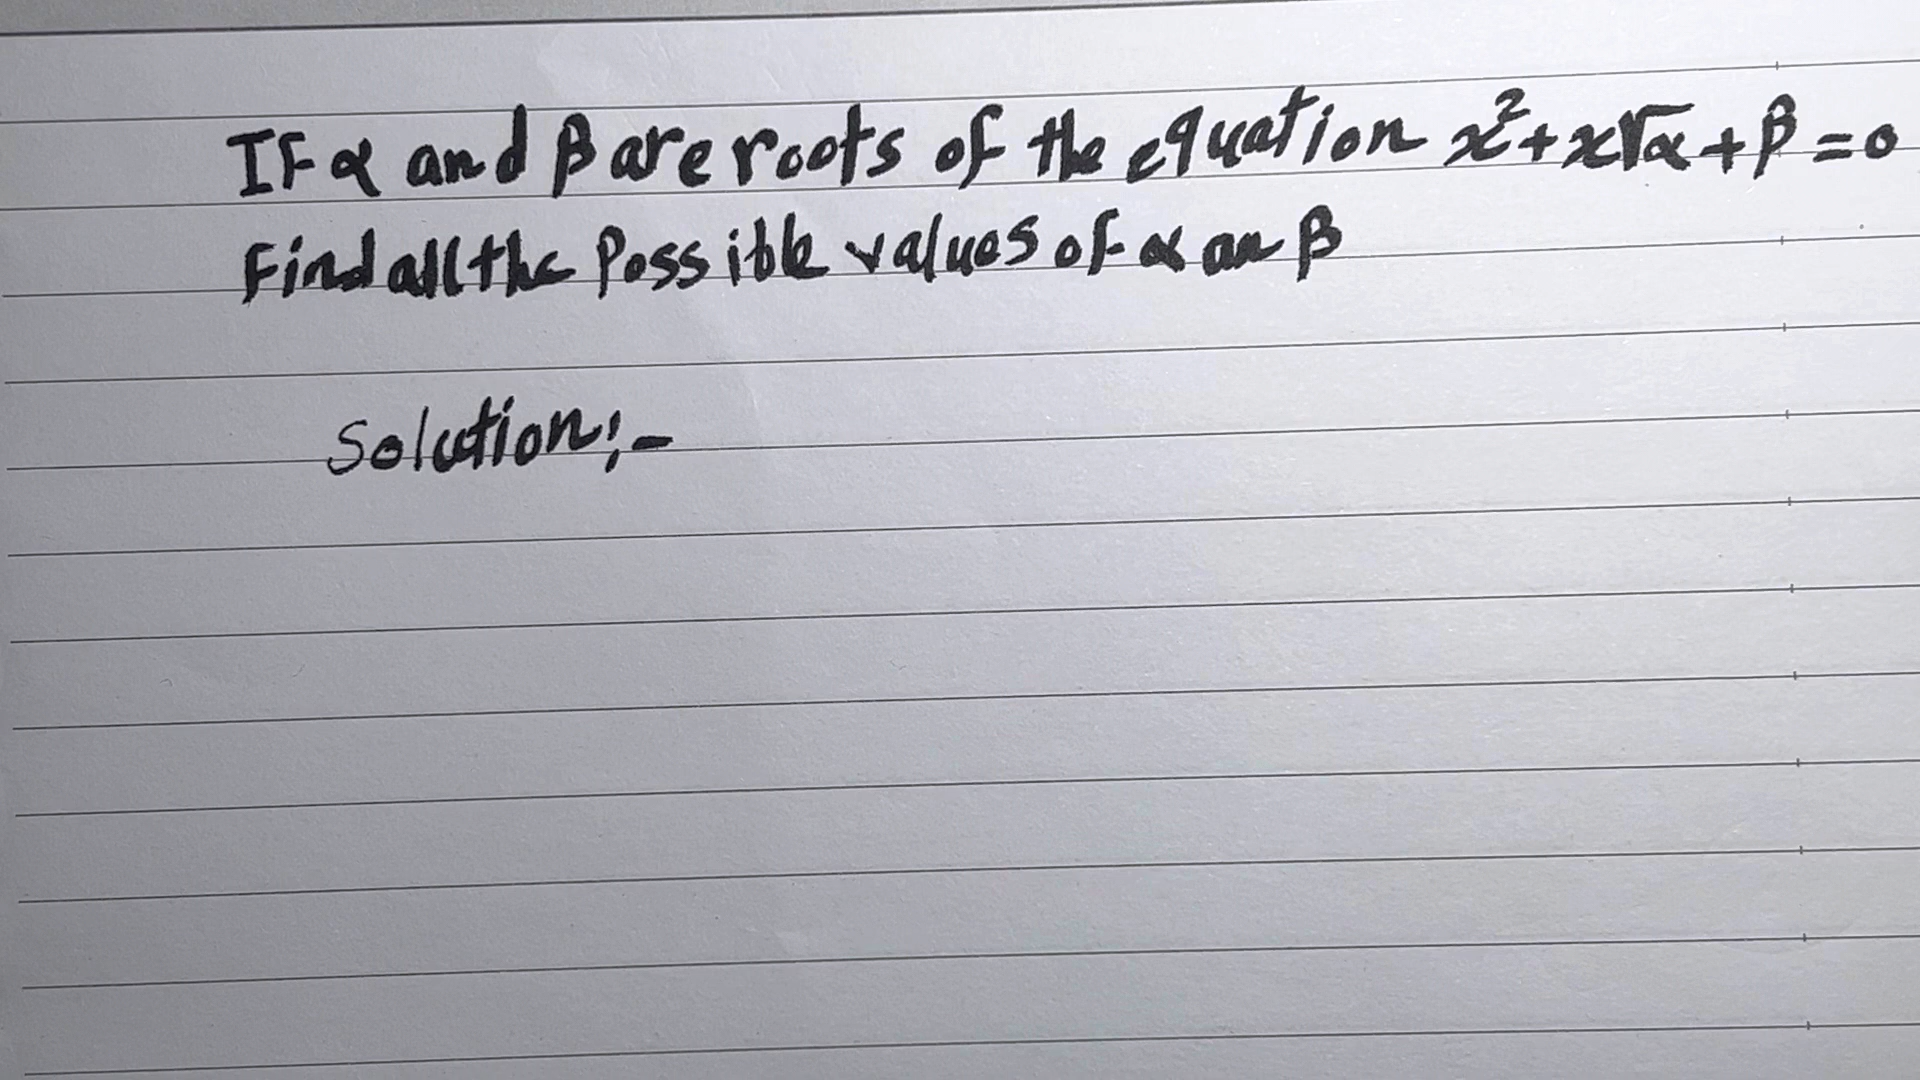 If α and β are roots of the equation x²+x√α+β=0
Find all the Possible values of α an β
Solution:-